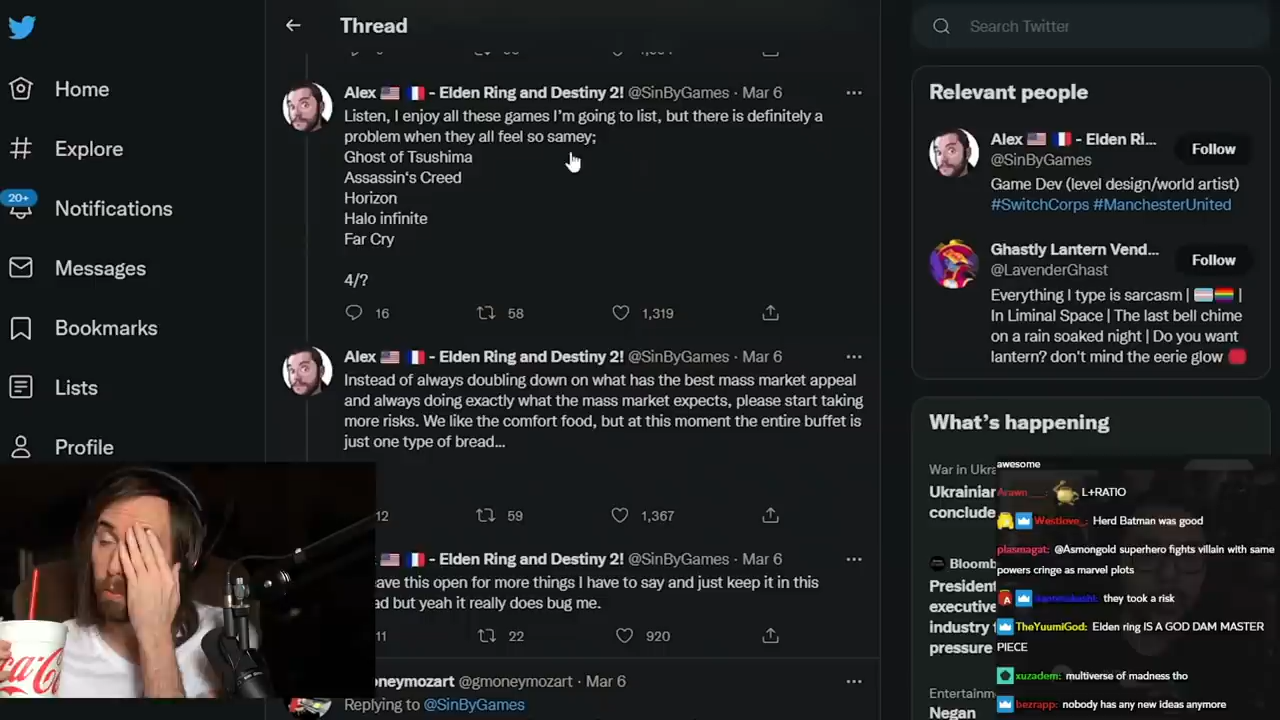 Thread
Search Twitter
Home
Explore
20+
Notifications
Messages
Bookmarks
Lists
Profile
Alex - Elden Ring and Destiny 2! @SinByGames · Mar 6
Listen, I enjoy all these games I'm going to list, but there is definitely a
problem when they all feel so samey;
Ghost of Tsushima
Assassin's Creed
Horizon
Halo infinite
Far Cry
4/?
16 58 1,319
Alex - Elden Ring and Destiny 2! @SinByGames · Mar 6
Instead of always doubling down on what has the best mass market appeal
and always doing exactly what the mass market expects, please start taking
more risks. We like the comfort food, but at this moment the entire buffet is
just one type of bread...
12 59 1,367
- Elden Ring and Destiny 2! @SinByGames · Mar 6
ave this open for more things I have to say and just keep it in this
ad but yeah it really does bug me.
11 22 920
oneymozart @gmoneymozart · Mar 6
Replying to @SinByGames
Relevant people
Alex - Elden Ri...
@SinByGames
Follow
Game Dev (level design/world artist)
#SwitchCorps #ManchesterUnited
Ghastly Lantern Vend...
@LavenderGhast
Follow
Everything I type is sarcasm | |
In Liminal Space | The last bell chime
on a rain soaked night | Do you want
lantern? don't mind the eerie glow
What's happening
War in Ukra
Ukrainian
conclude
Bloomb
President
executive
industry
pressure
Entertainm
Negan
awesome
Arawn___: L+RATIO
Westlove_: Herd Batman was good
plasmagat: @Asmongold superhero fights villain with same
powers cringe as marvel plots
they took a risk
TheYuumiGod: Elden ring IS A GOD DAM MASTER
PIECE
xuzadem: multiverse of madness tho
bezrapp: nobody has any new ideas anymore
Coca-Co